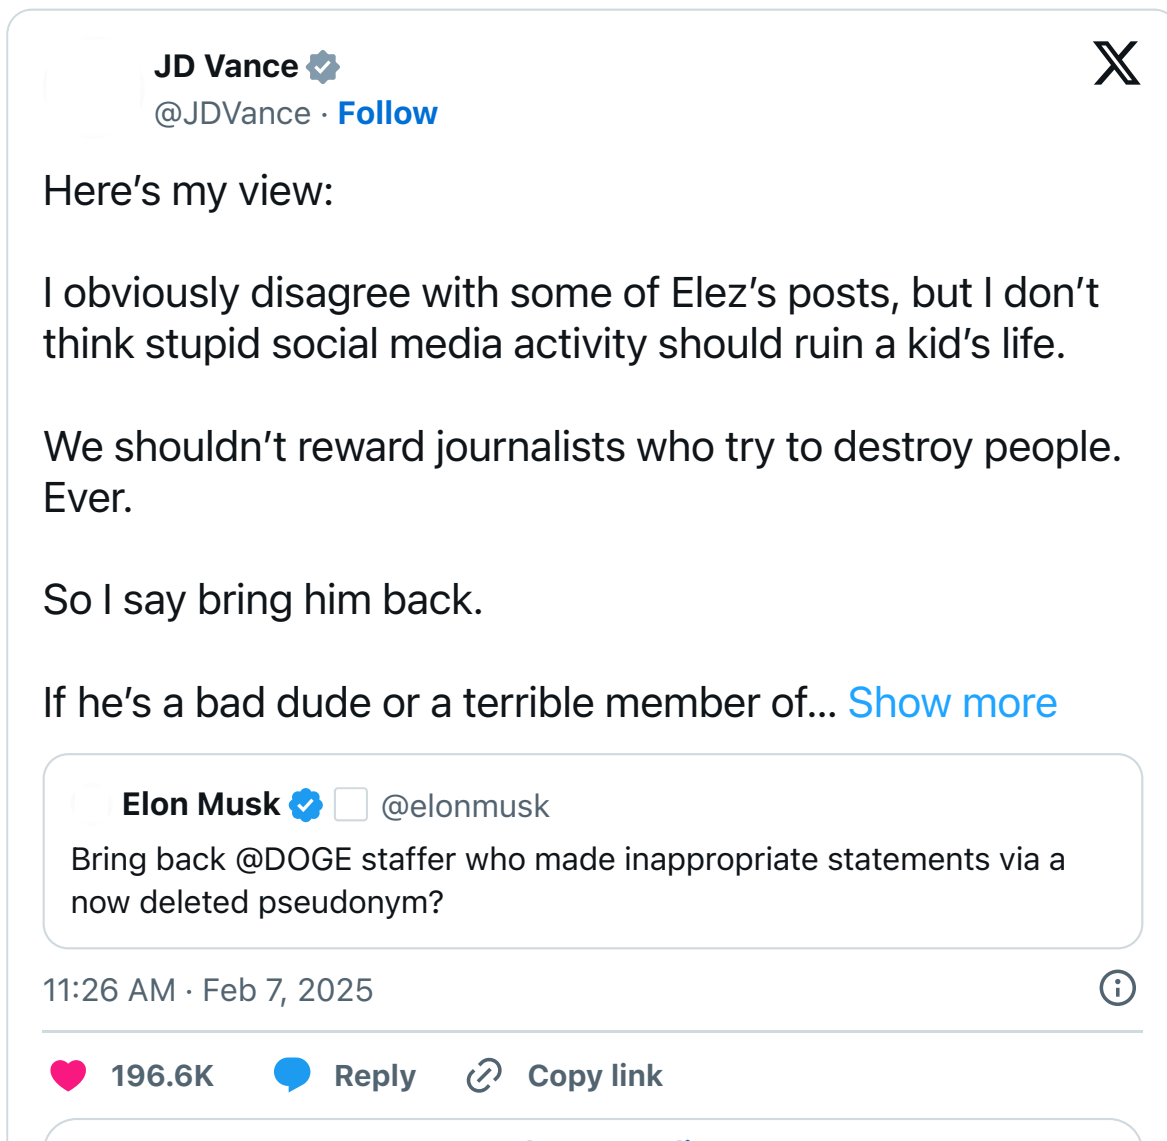 JD Vance
@JDVance · Follow
Here’s my view:
I obviously disagree with some of Elez’s posts, but I don’t
think stupid social media activity should ruin a kid’s life.
We shouldn’t reward journalists who try to destroy people.
Ever.
So I say bring him back.
If he’s a bad dude or a terrible member of... Show more
Elon Musk @elonmusk
Bring back @DOGE staffer who made inappropriate statements via a
now deleted pseudonym?
11:26 AM · Feb 7, 2025
196.6K Reply Copy link